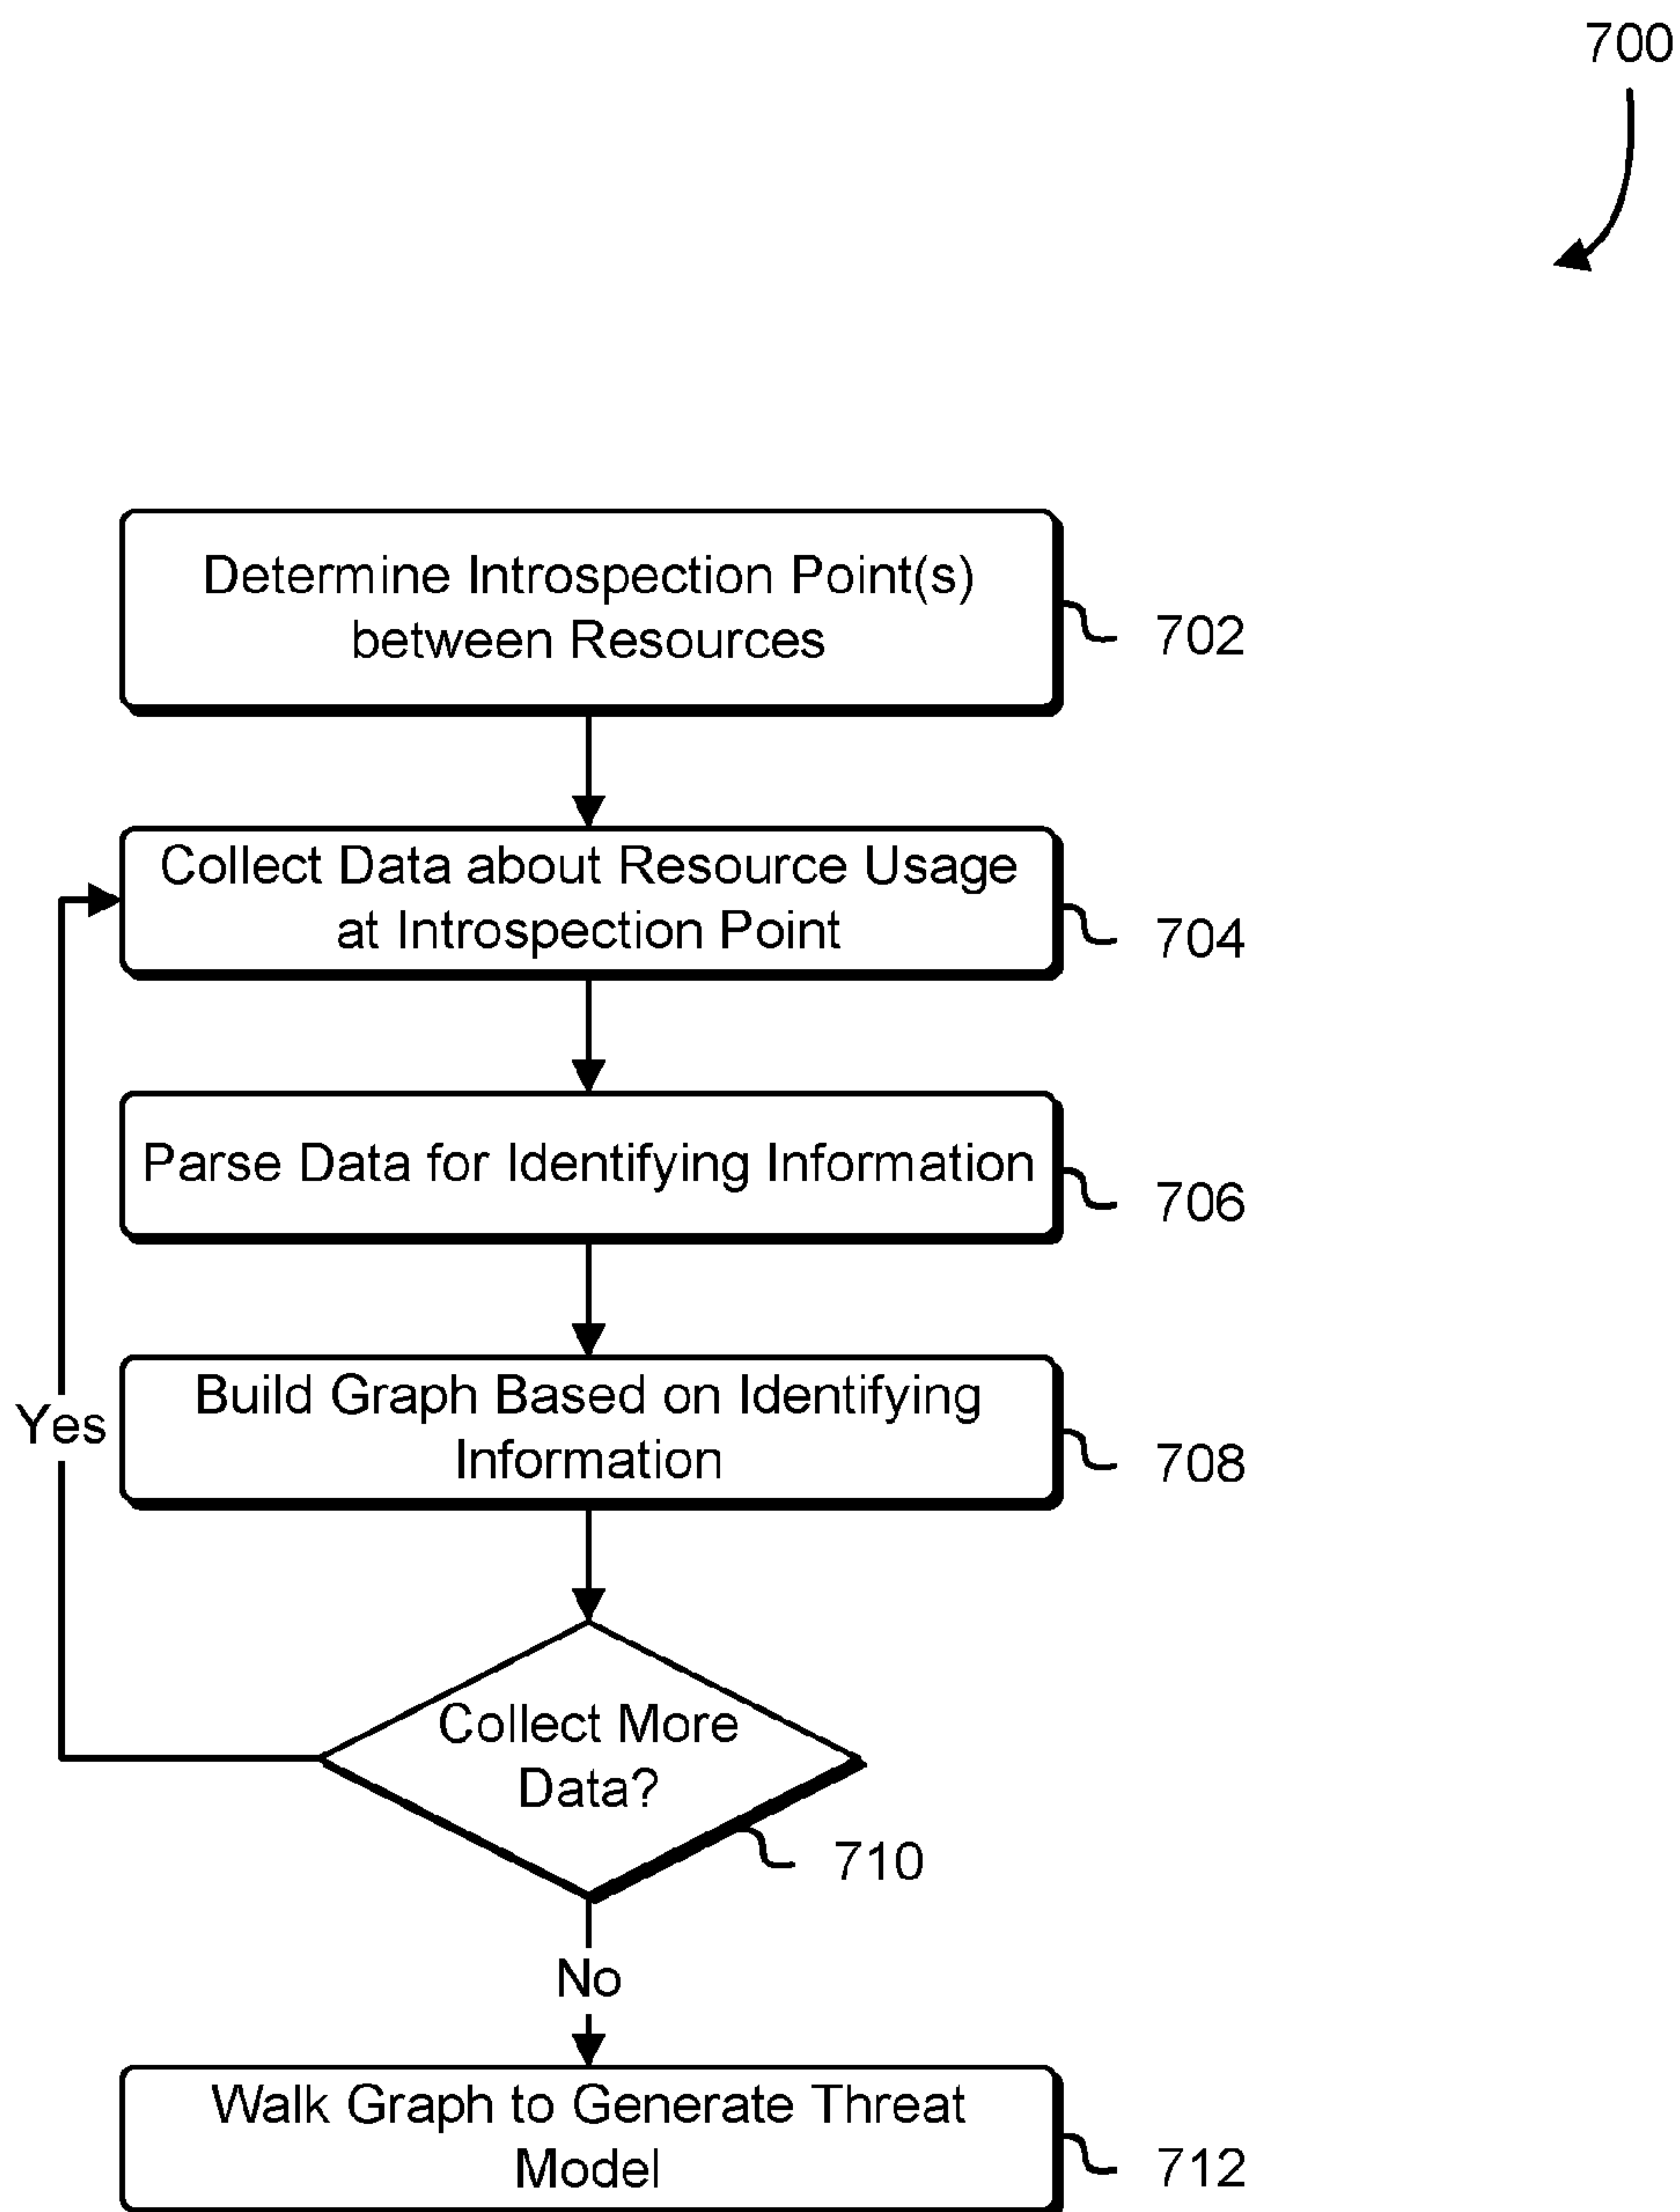 700
Determine Introspection Point(s)
between Resources
702
Collect Data about Resource Usage
at Introspection Point
704
Parse Data for Identifying Information
706
Build Graph Based on Identifying
Information
708
Yes
Collect More
Data?
710
No
Walk Graph to Generate Threat
Model
712